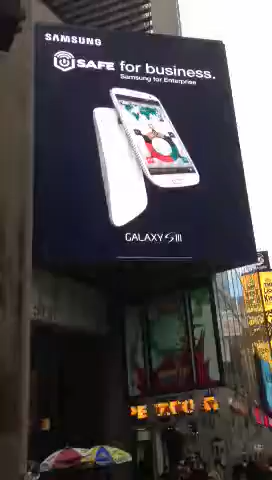 SAMSUNG
SAFE for business.
Samsung for Enterprise
GALAXY SIII